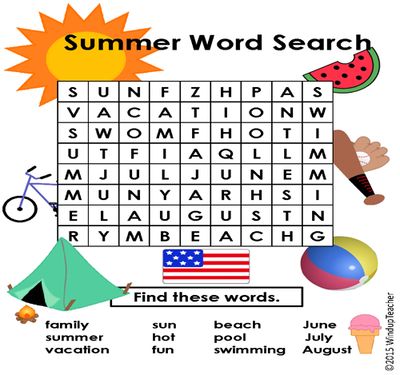 Summer Word Search
S U N F Z H P A S
V A C A T I O N W
S W O M F H O T I
U T F I A Q L L M
M J U L J U N E M
M U N Y A R H S I
E L A U G U S T N
R Y M B E A C H G
Find these words.
family sun beach June
summer hot pool July
vacation fun swimming August
©2015 WindupTeacher